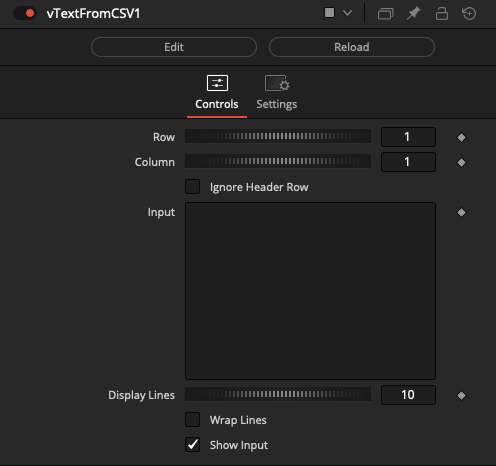 vTextFromCSV1
Edit Reload
Controls Settings
Row 1
Column 1
Ignore Header Row
Input
Display Lines 10
Wrap Lines
Show Input